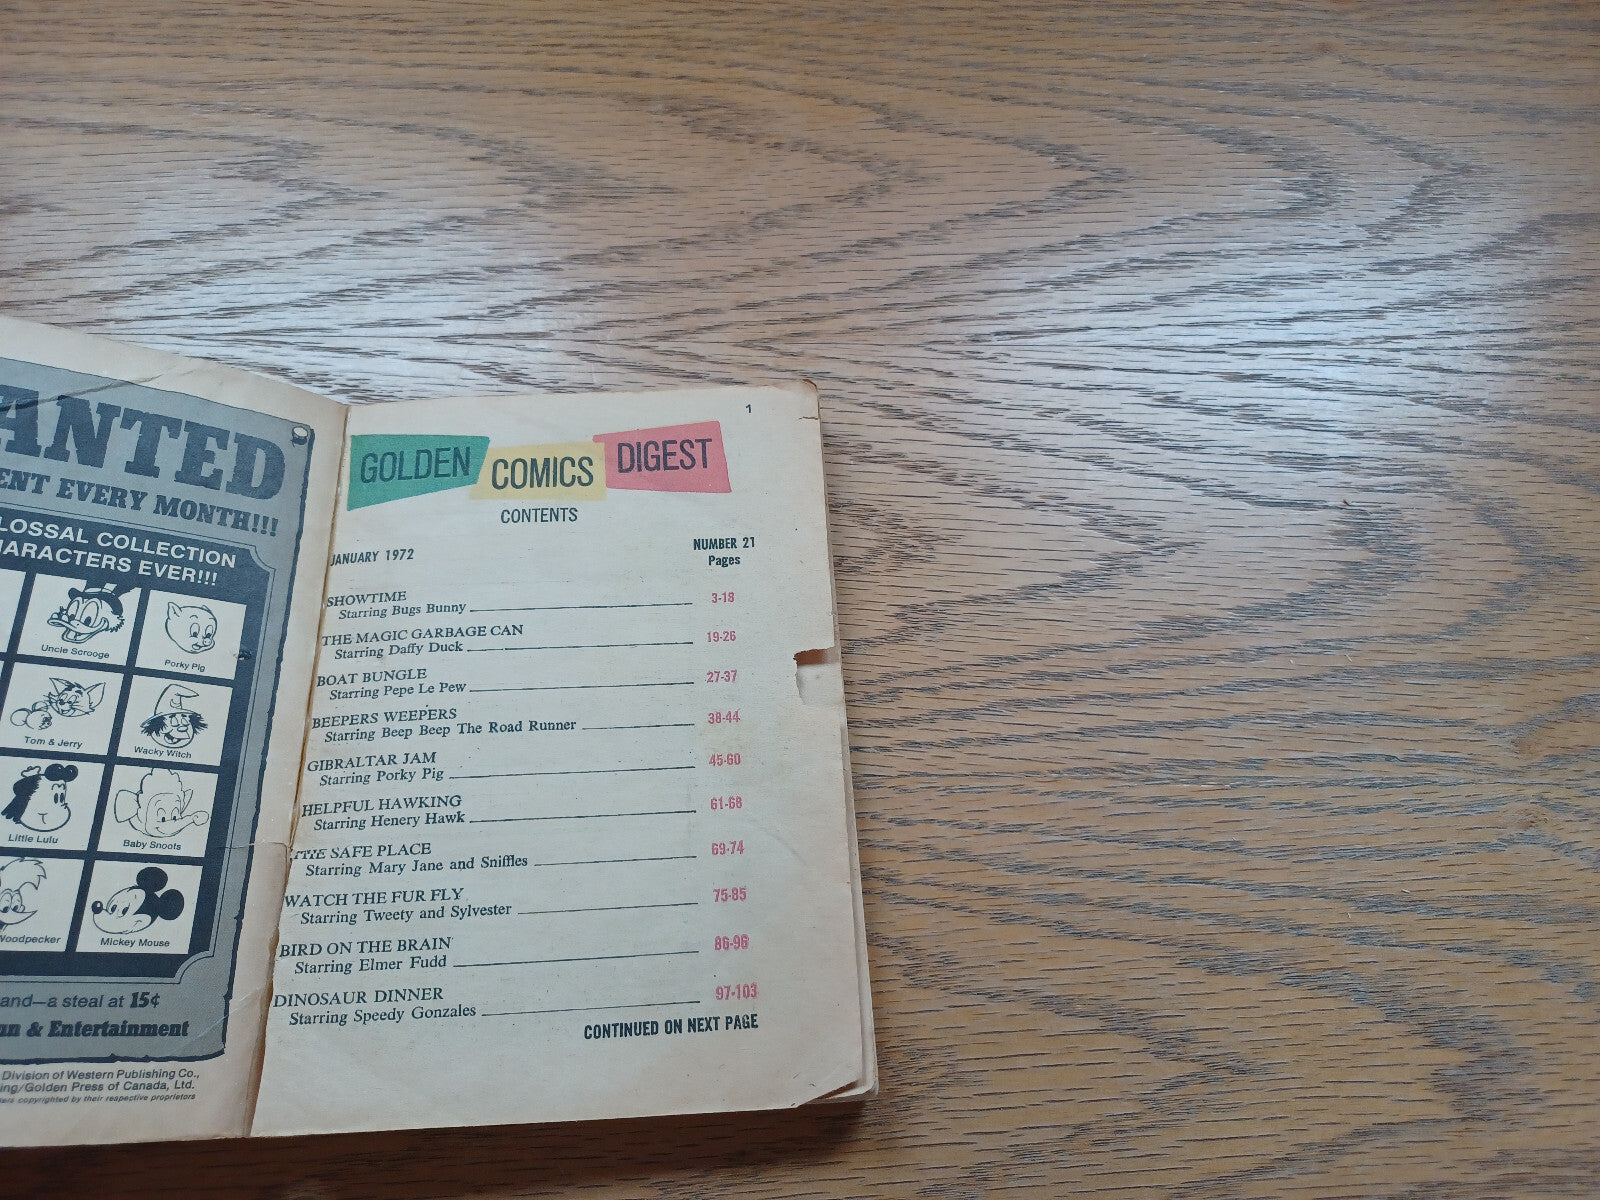 ANTED
ENT EVERY MONTH!!!
LOSSAL COLLECTION
HARACTERS EVER!!!
Uncle Scrooge
Porky Pig
Tom & Jerry
Wacky Witch
Little Lulu
Baby Snoots
Woodpecker
Mickey Mouse
and—a steal at 15¢
un & Entertainment
Division of Western Publishing Co.,
ing/Golden Press of Canada, Ltd.
ters copyrighted by their respective proprietors
1
GOLDEN COMICS DIGEST
CONTENTS
JANUARY 1972
NUMBER 21
Pages
SHOWTIME
Starring Bugs Bunny 3-18
THE MAGIC GARBAGE CAN
Starring Daffy Duck 19-26
BOAT BUNGLE
Starring Pepe Le Pew 27-37
BEEPERS WEEPERS
Starring Beep Beep The Road Runner 38-44
GIBRALTAR JAM
Starring Porky Pig 45-60
HELPFUL HAWKING
Starring Henery Hawk 61-68
THE SAFE PLACE
Starring Mary Jane and Sniffles 69-74
WATCH THE FUR FLY
Starring Tweety and Sylvester 75-85
BIRD ON THE BRAIN
Starring Elmer Fudd 86-96
DINOSAUR DINNER
Starring Speedy Gonzales 97-103
CONTINUED ON NEXT PAGE